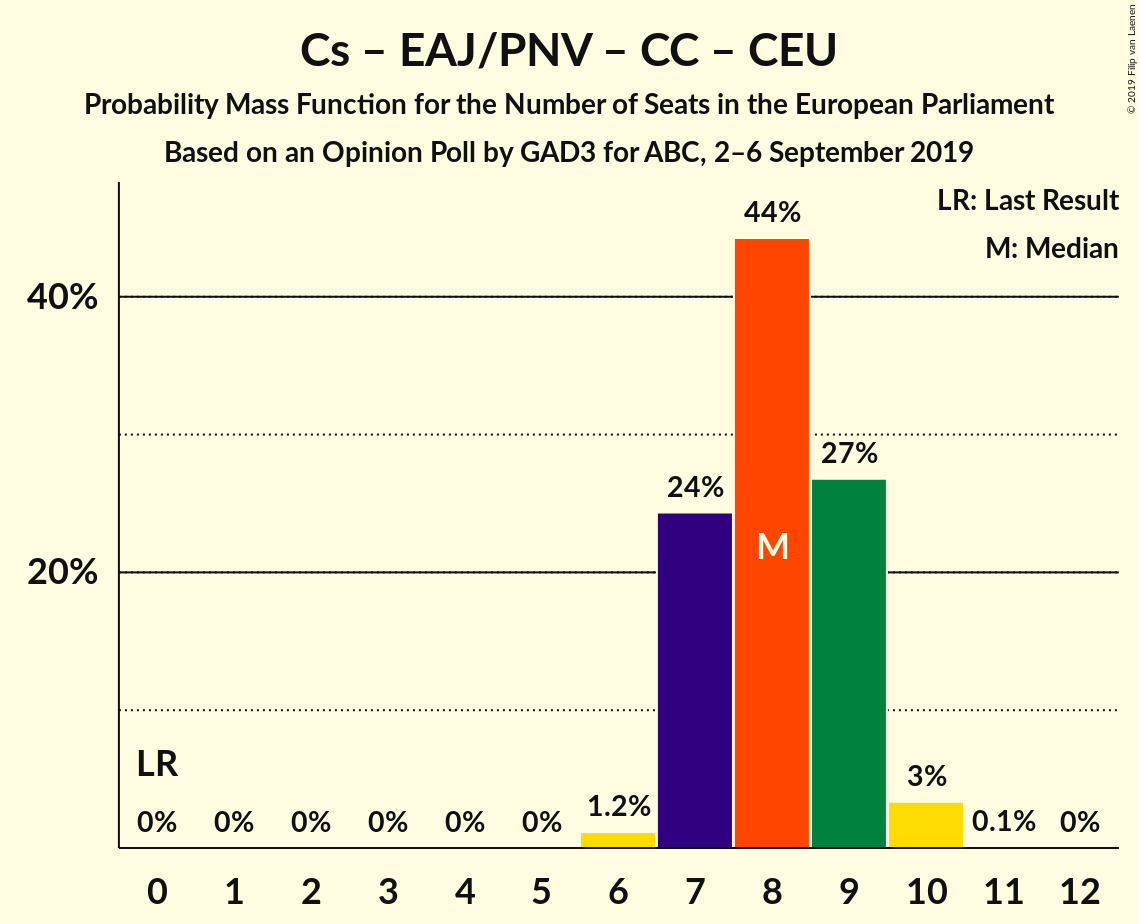 Cs – EAJ/PNV – CC – CEU
Probability Mass Function for the Number of Seats in the European Parliament
Based on an Opinion Poll by GAD3 for ABC, 2–6 September 2019
© 2019 Filip van Laenen
LR: Last Result
M: Median
44%
40%
27%
24%
M
20%
LR
3%
1.2%
0% 0% 0% 0% 0% 0% 0.1% 0%
0 1 2 3 4 5 6 7 8 9 10 11 12